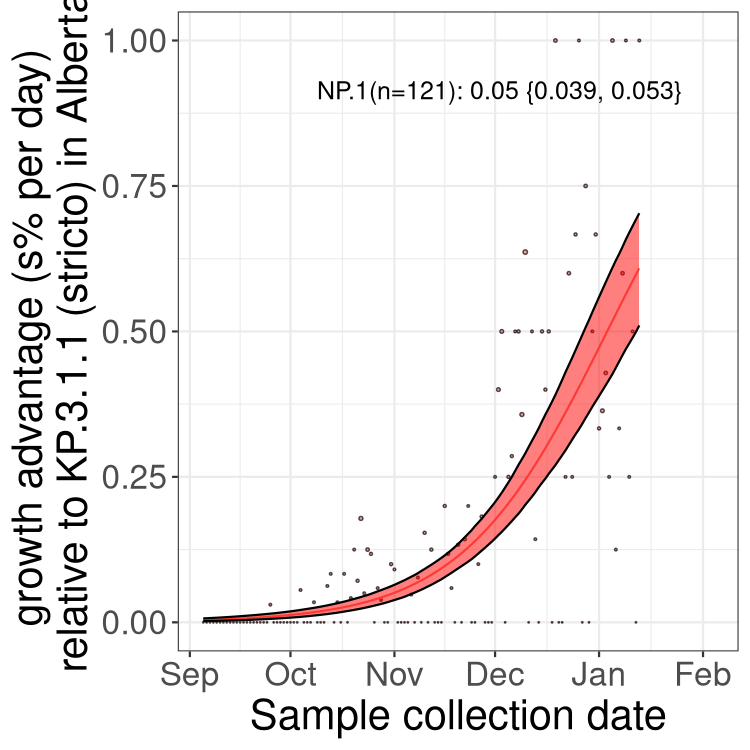 growth advantage (s% per day)
relative to KP.3.1.1 (stricto) in Alberta
1.00
0.75
0.50
0.25
0.00
NP.1(n=121): 0.05 {0.039, 0.053}
Sep Oct Nov Dec Jan Feb
Sample collection date